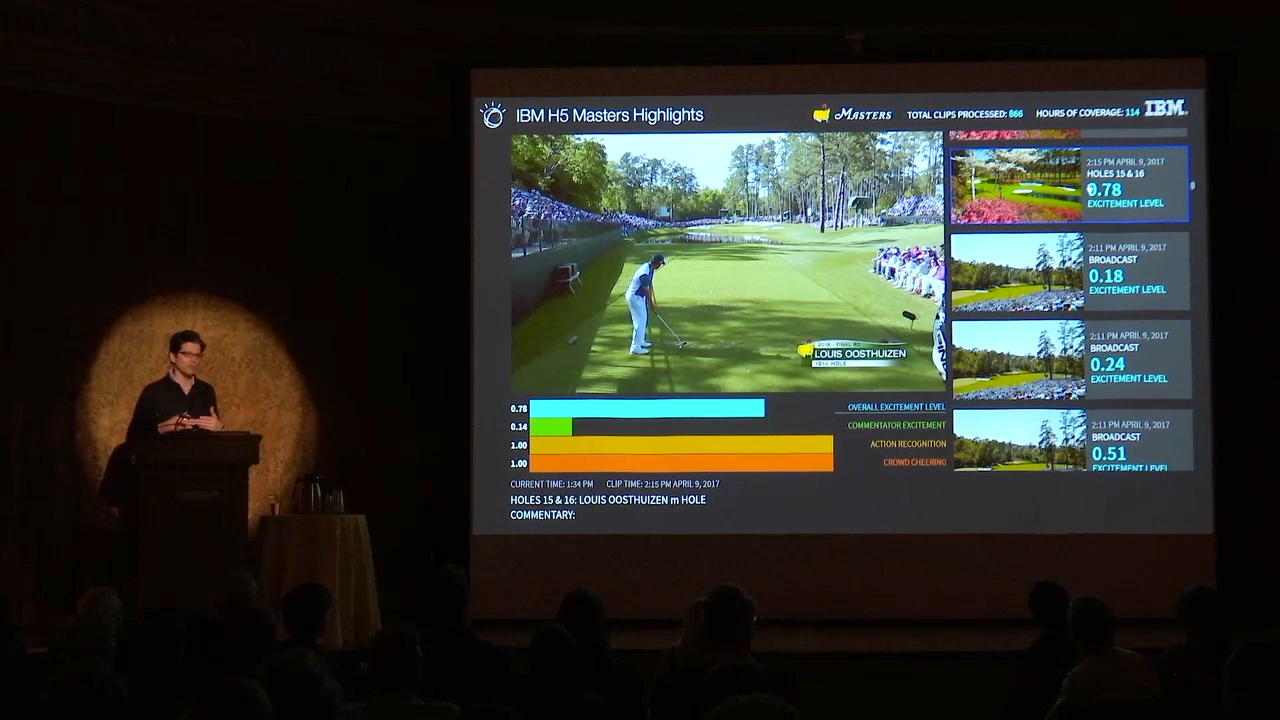 IBM H5 Masters Highlights
MASTERS
TOTAL CLIPS PROCESSED: 866
HOURS OF COVERAGE: 114
IBM
2:15 PM APRIL 9, 2017
HOLES 15 & 16
0.78
EXCITEMENT LEVEL
2:11 PM APRIL 9, 2017
BROADCAST
0.18
EXCITEMENT LEVEL
2:11 PM APRIL 9, 2017
BROADCAST
0.24
EXCITEMENT LEVEL
2:11 PM APRIL 9, 2017
BROADCAST
0.51
EXCITEMENT LEVEL
2016 - FINAL RD
LOUIS OOSTHUIZEN
16TH HOLE
0.78 OVERALL EXCITEMENT LEVEL
0.14 COMMENTATOR EXCITEMENT
1.00 ACTION RECOGNITION
1.00 CROWD CHEERING
CURRENT TIME: 1:34 PM CLIP TIME: 2:15 PM APRIL 9, 2017
HOLES 15 & 16: LOUIS OOSTHUIZEN m HOLE
COMMENTARY: